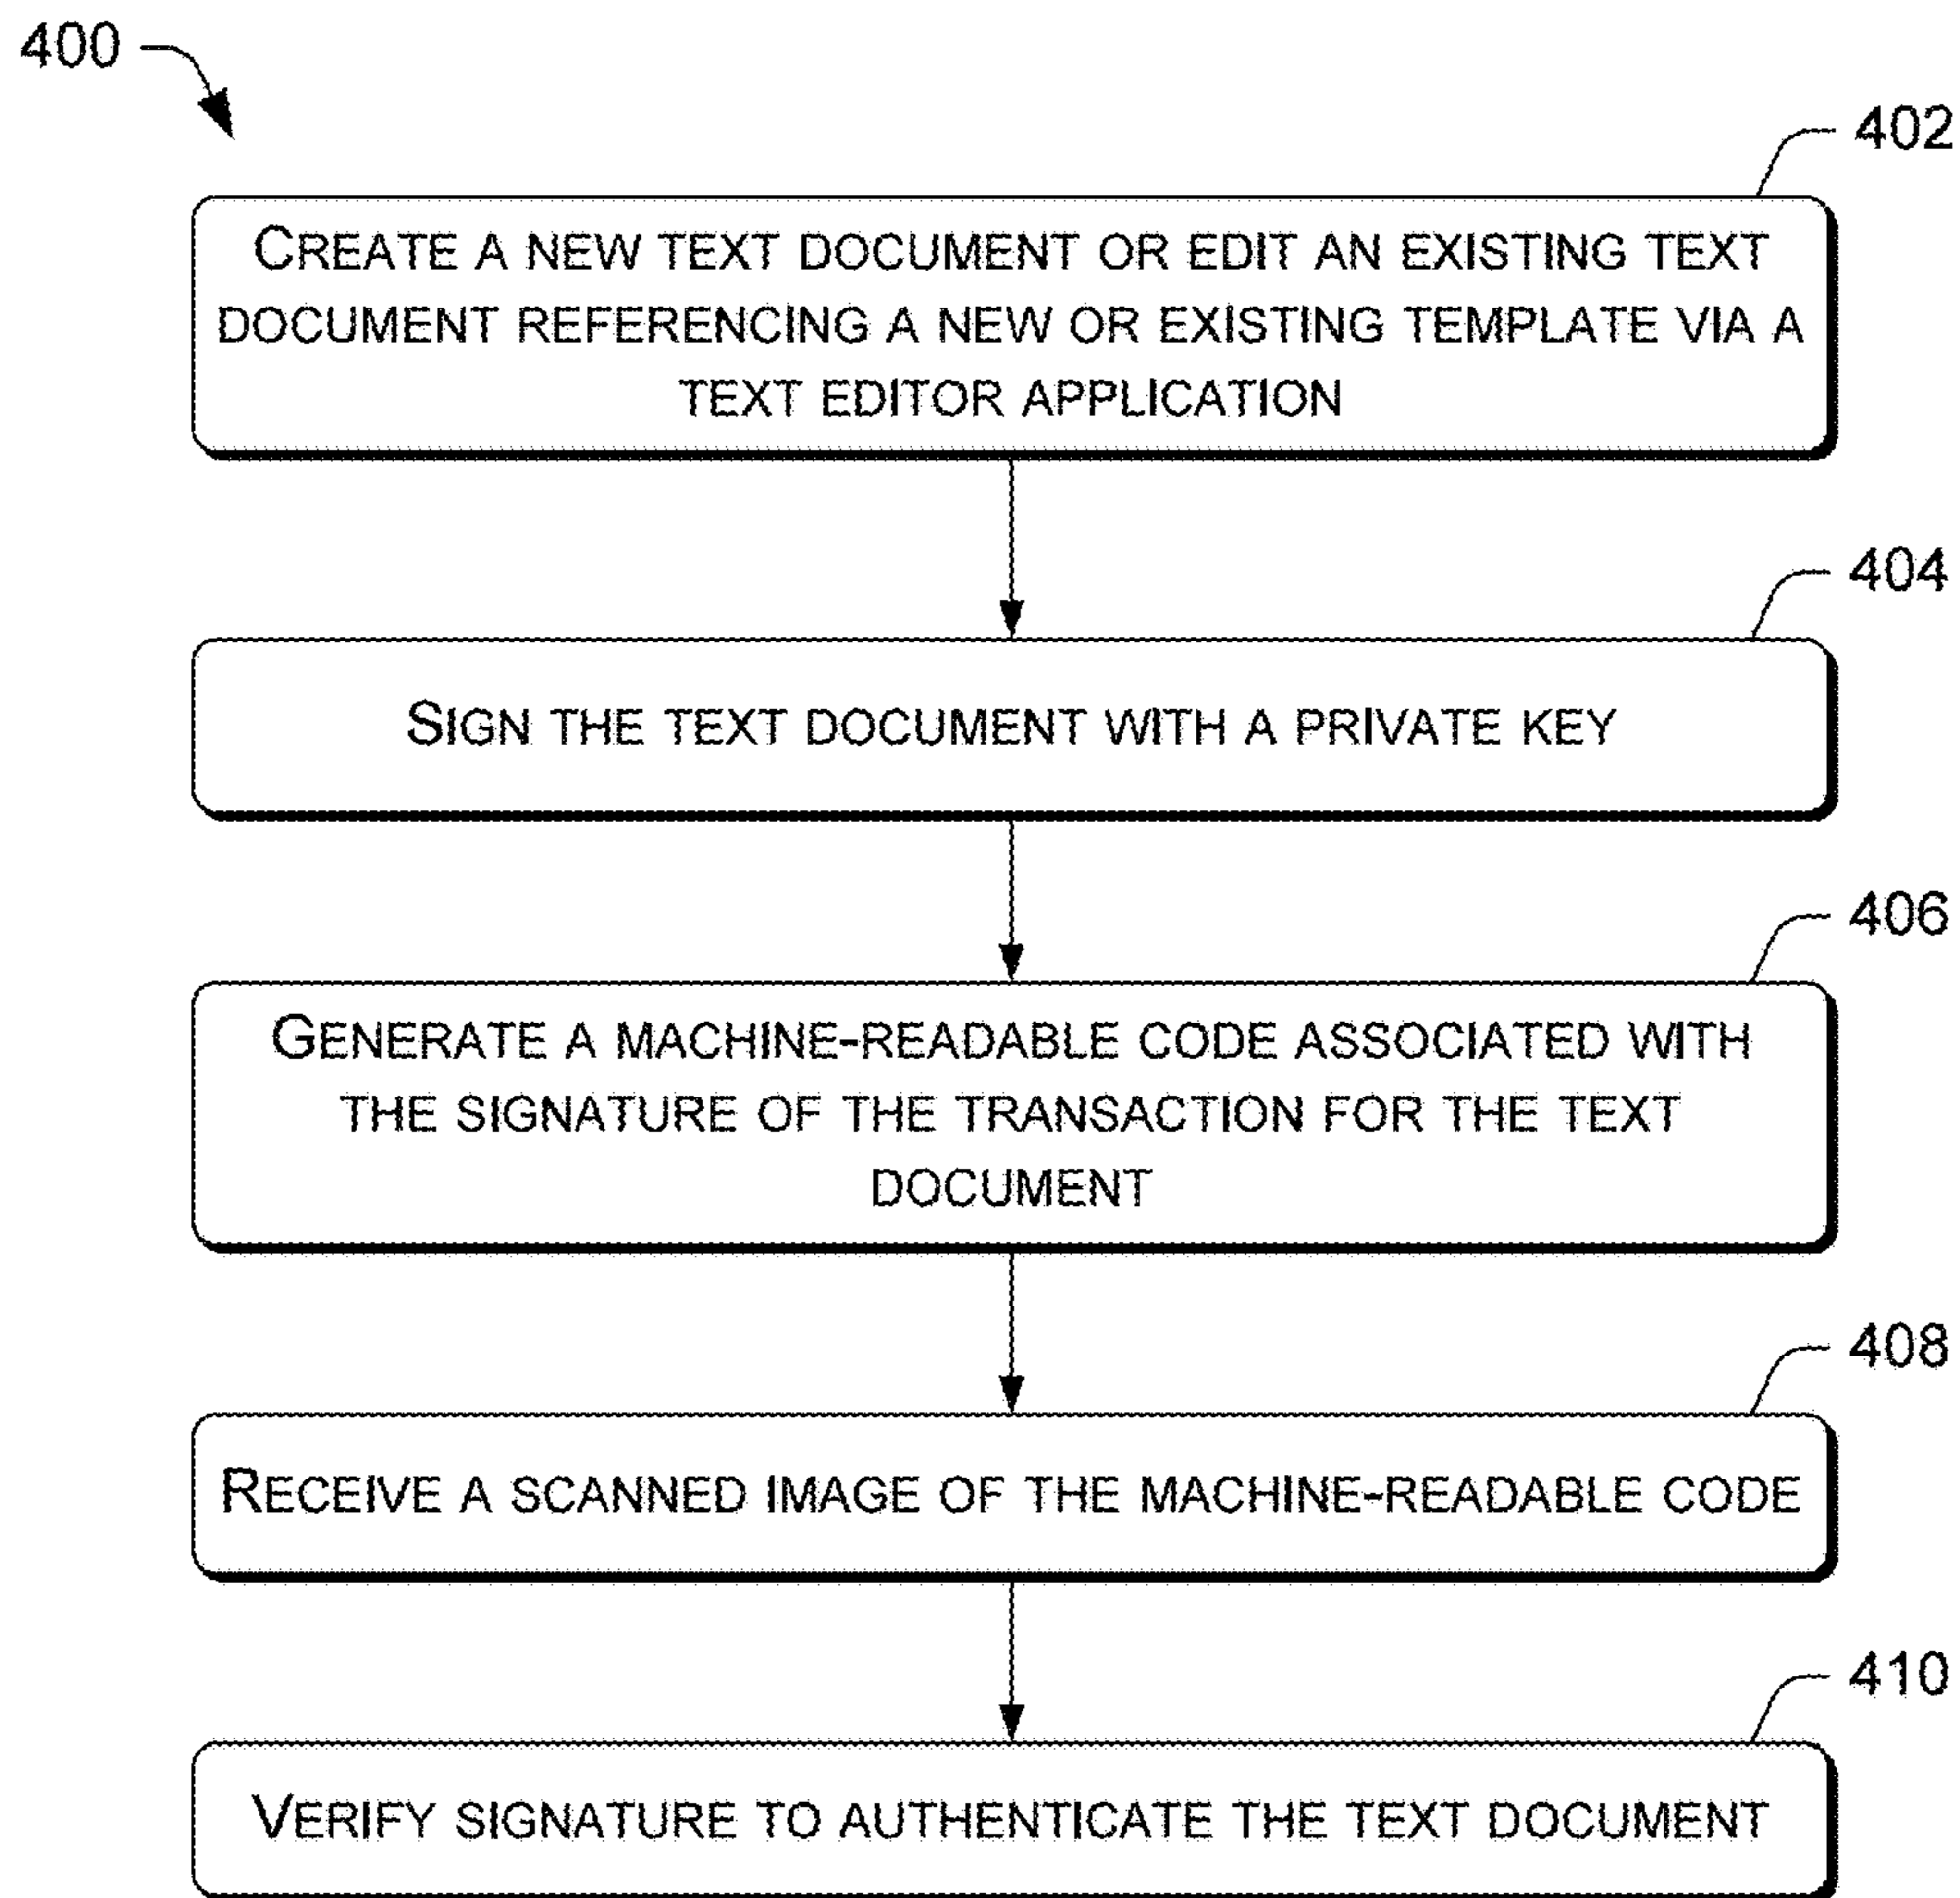 400
402
CREATE A NEW TEXT DOCUMENT OR EDIT AN EXISTING TEXT
DOCUMENT REFERENCING A NEW OR EXISTING TEMPLATE VIA A
TEXT EDITOR APPLICATION
404
SIGN THE TEXT DOCUMENT WITH A PRIVATE KEY
406
GENERATE A MACHINE-READABLE CODE ASSOCIATED WITH
THE SIGNATURE OF THE TRANSACTION FOR THE TEXT
DOCUMENT
408
RECEIVE A SCANNED IMAGE OF THE MACHINE-READABLE CODE
410
VERIFY SIGNATURE TO AUTHENTICATE THE TEXT DOCUMENT